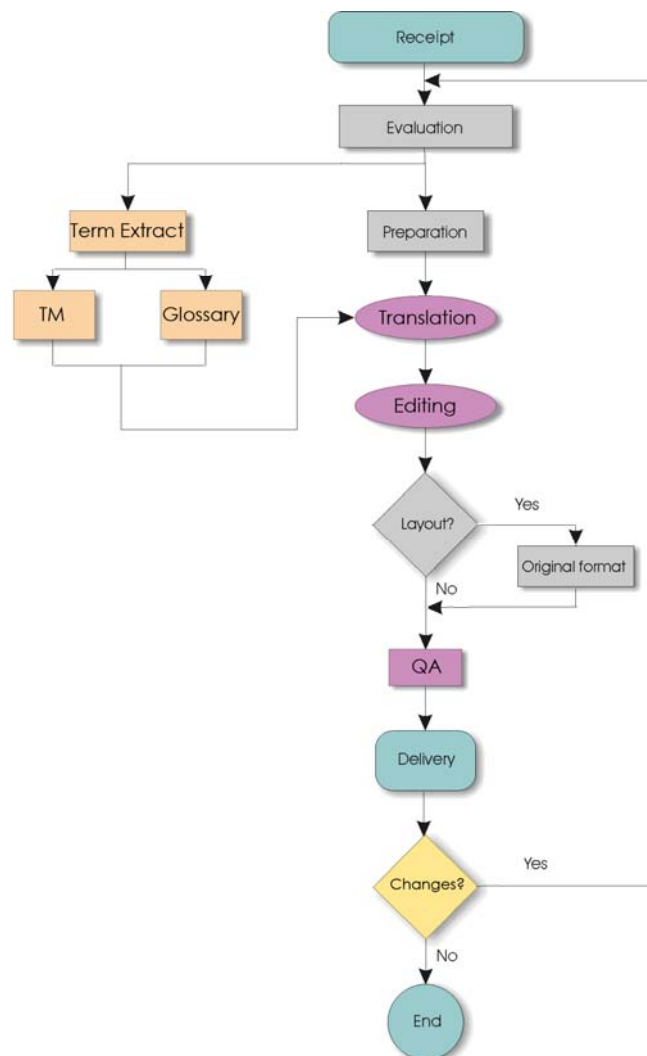 Receipt
Evaluation
Term Extract
Preparation
TM
Glossary
Translation
Editing
Layout?
Yes
Original format
No
QA
Delivery
Changes?
Yes
No
End